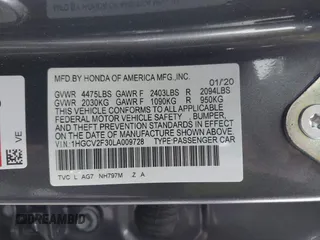 MFD.BY HONDA OF AMERICA MFG.,INC.
01/20
GVWR 4475LBS GAWR F 2403LBS R 2094LBS
GVWR 2030KG GAWR F 1090KG R 950KG
THIS VEHICLE CONFORMS TO ALL APPLICABLE
FEDERAL MOTOR VEHICLE SAFETY , BUMPER,
AND THEFT PREVENTION STANDARDS IN
EFFECT ON THE DATE OF MANUFACTURE
SHOWN ABOVE.
V.I.N:1HGCV2F30LA009728 TYPE:PASSENGER CAR
TVC L AG7 NH797M Z A
VE
DREAMBID